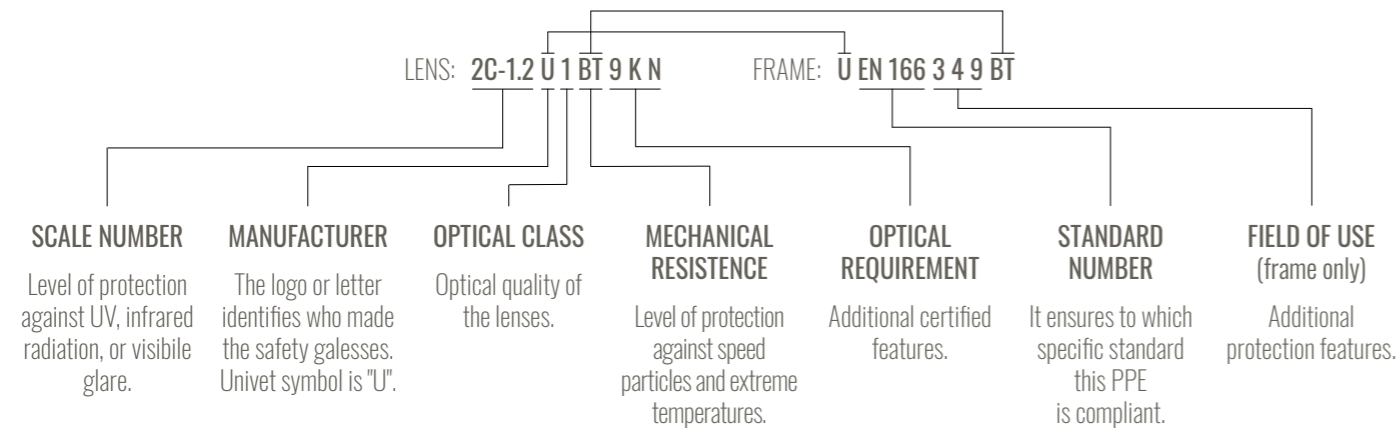 LENS: 2C-1.2 U 1 BT 9 K N FRAME: U EN 166 3 4 9 BT
SCALE NUMBER
Level of protection
against UV, infrared
radiation, or visibile
glare.
MANUFACTURER
The logo or letter
identifies who made
the safety galesses.
Univet symbol is "U".
OPTICAL CLASS
Optical quality of
the lenses.
MECHANICAL
RESISTENCE
Level of protection
against speed
particles and extreme
temperatures.
OPTICAL
REQUIREMENT
Additional certified
features.
STANDARD
NUMBER
It ensures to which
specific standard
this PPE
is compliant.
FIELD OF USE
(frame only)
Additional
protection features.